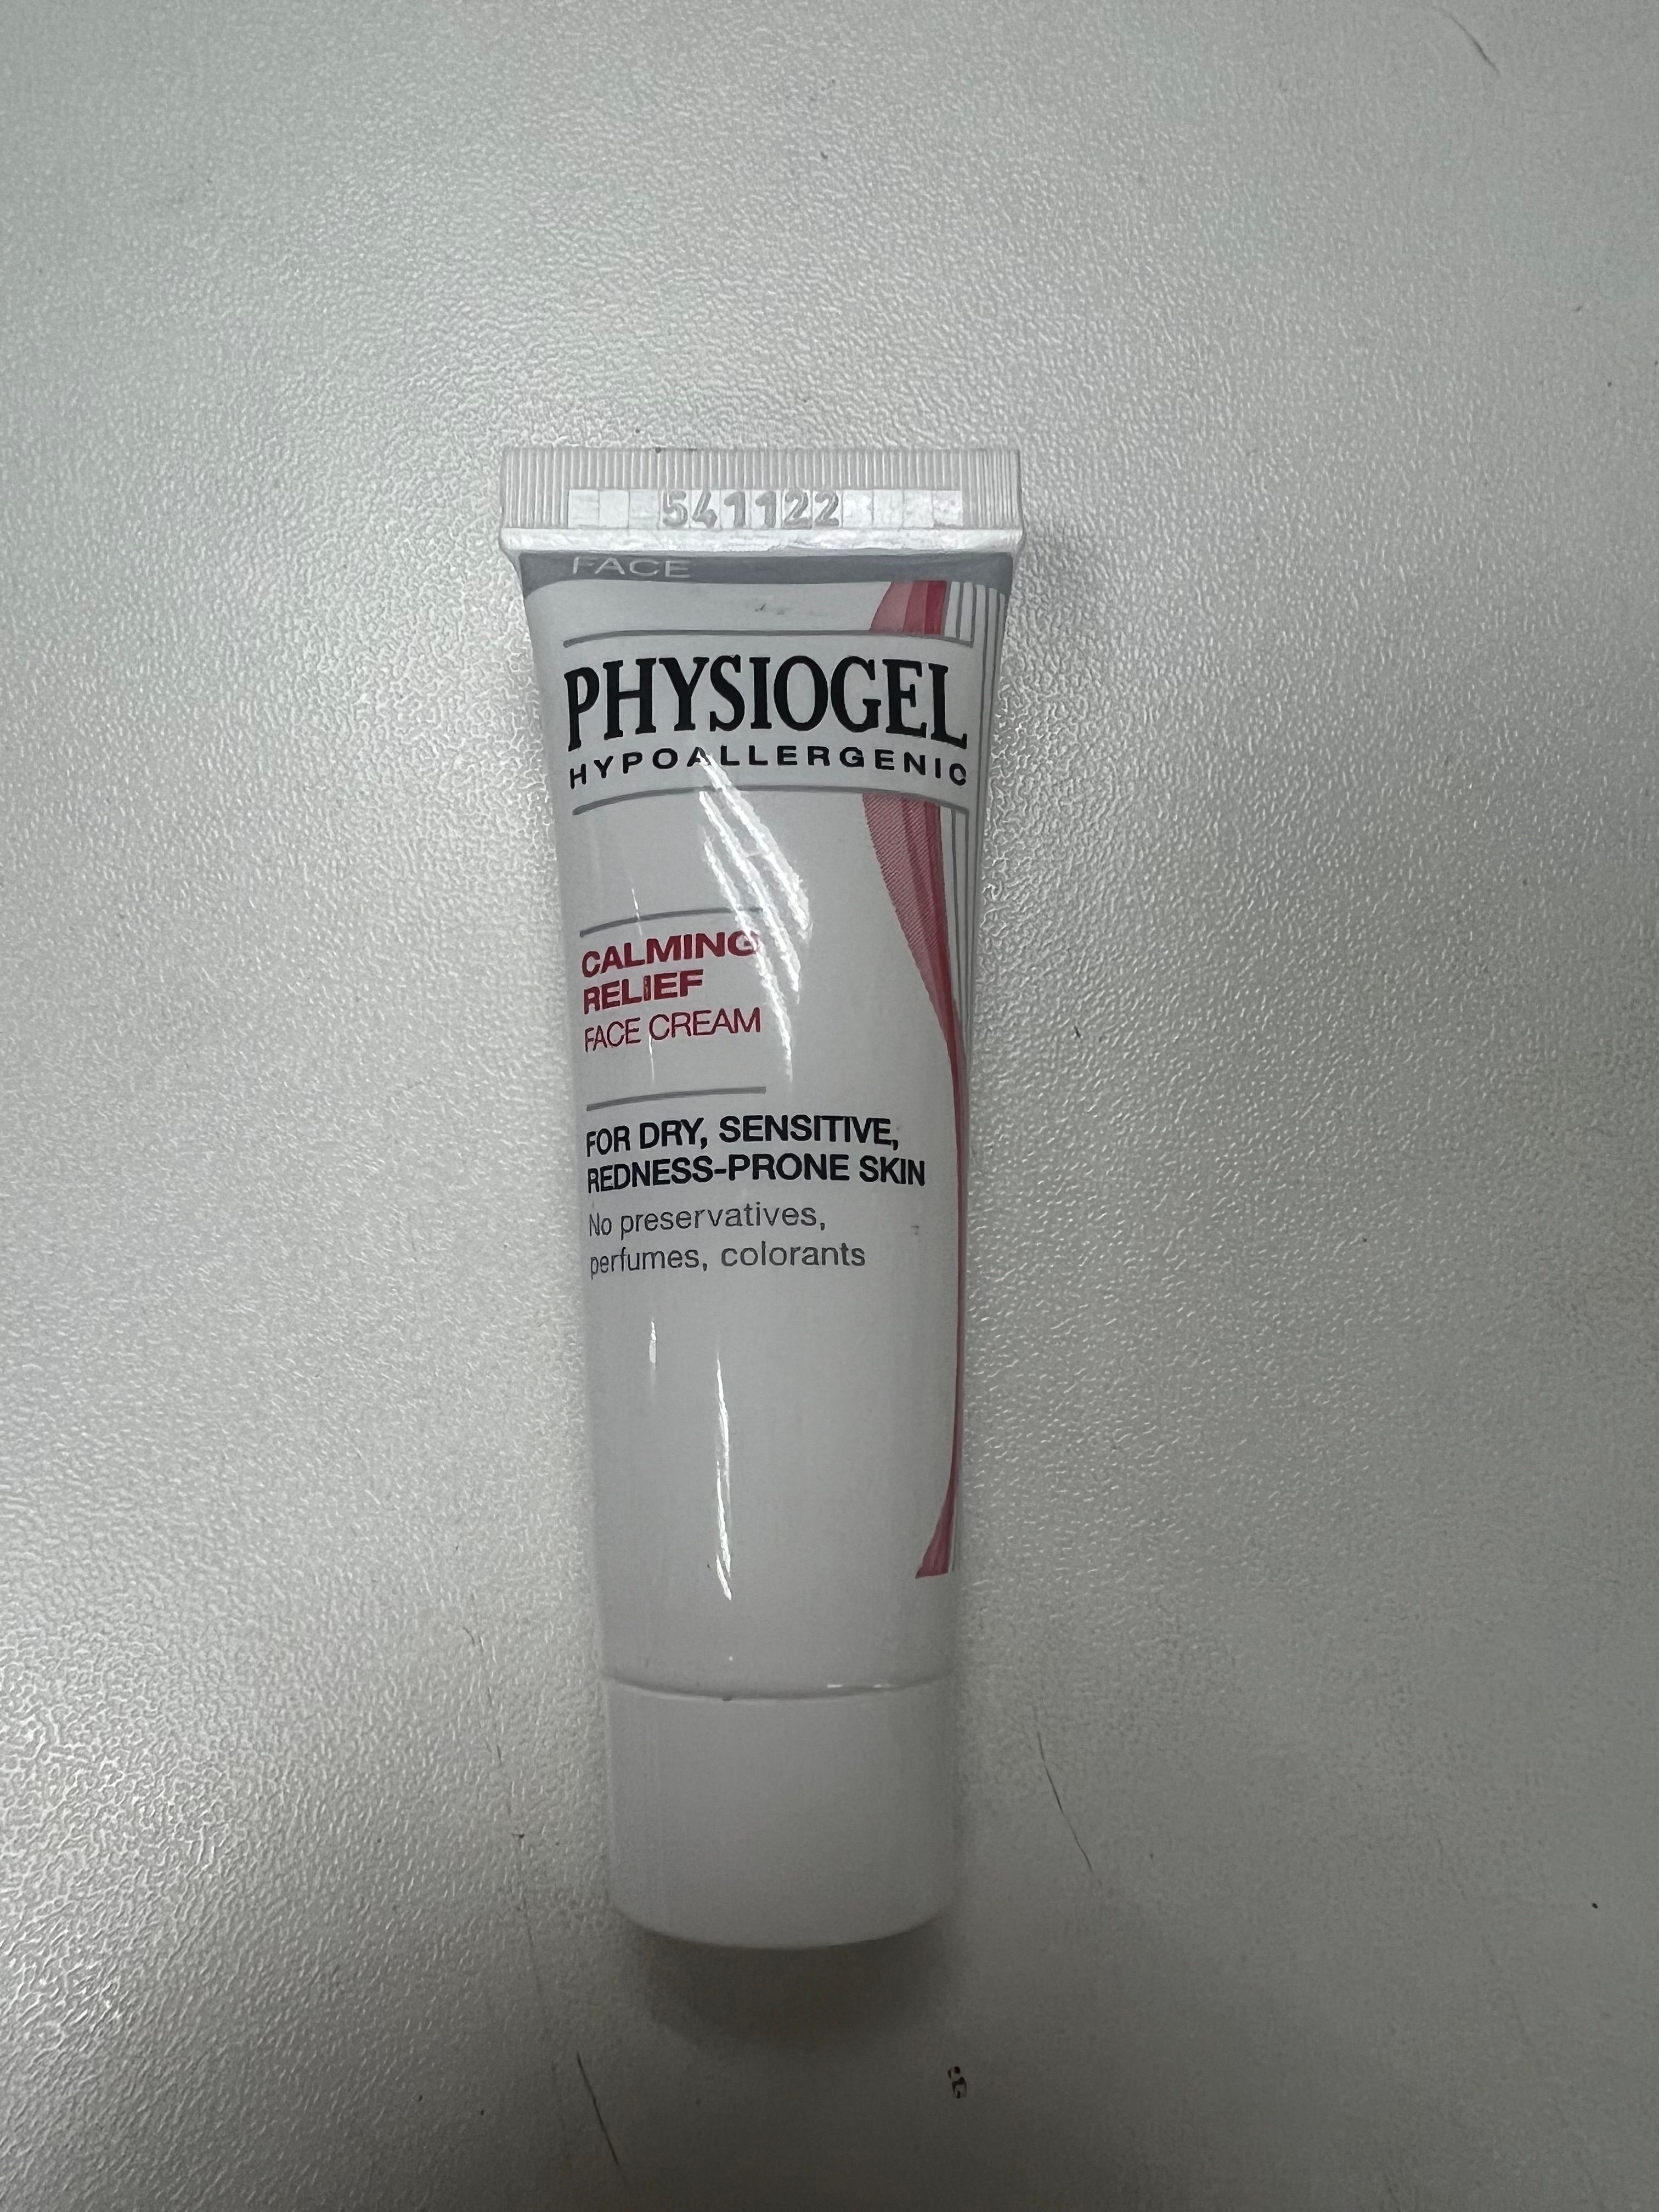 541122
FACE
PHYSIOGEL
HYPOALLERGENIC
CALMING
RELIEF
FACE CREAM
FOR DRY, SENSITIVE,
REDNESS-PRONE SKIN
No preservatives,
perfumes, colorants